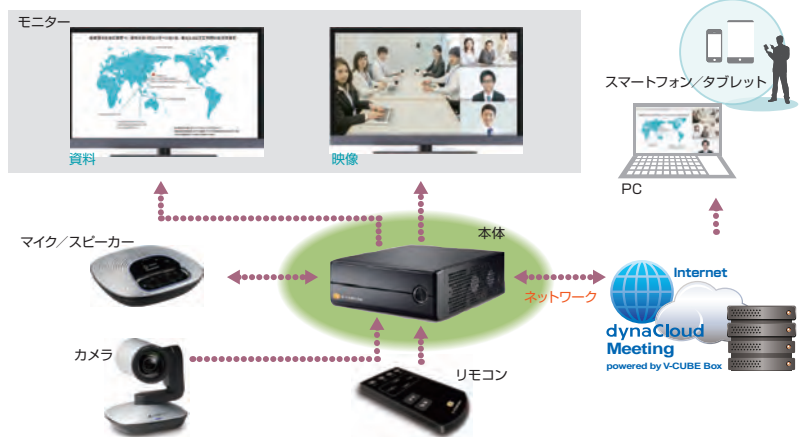 モニター
資料
映像
スマートフォン／タブレット
PC
マイク／スピーカー
本体
ネットワーク
Internet
dynaCloud
Meeting
powered by V-CUBE Box
カメラ
リモコン